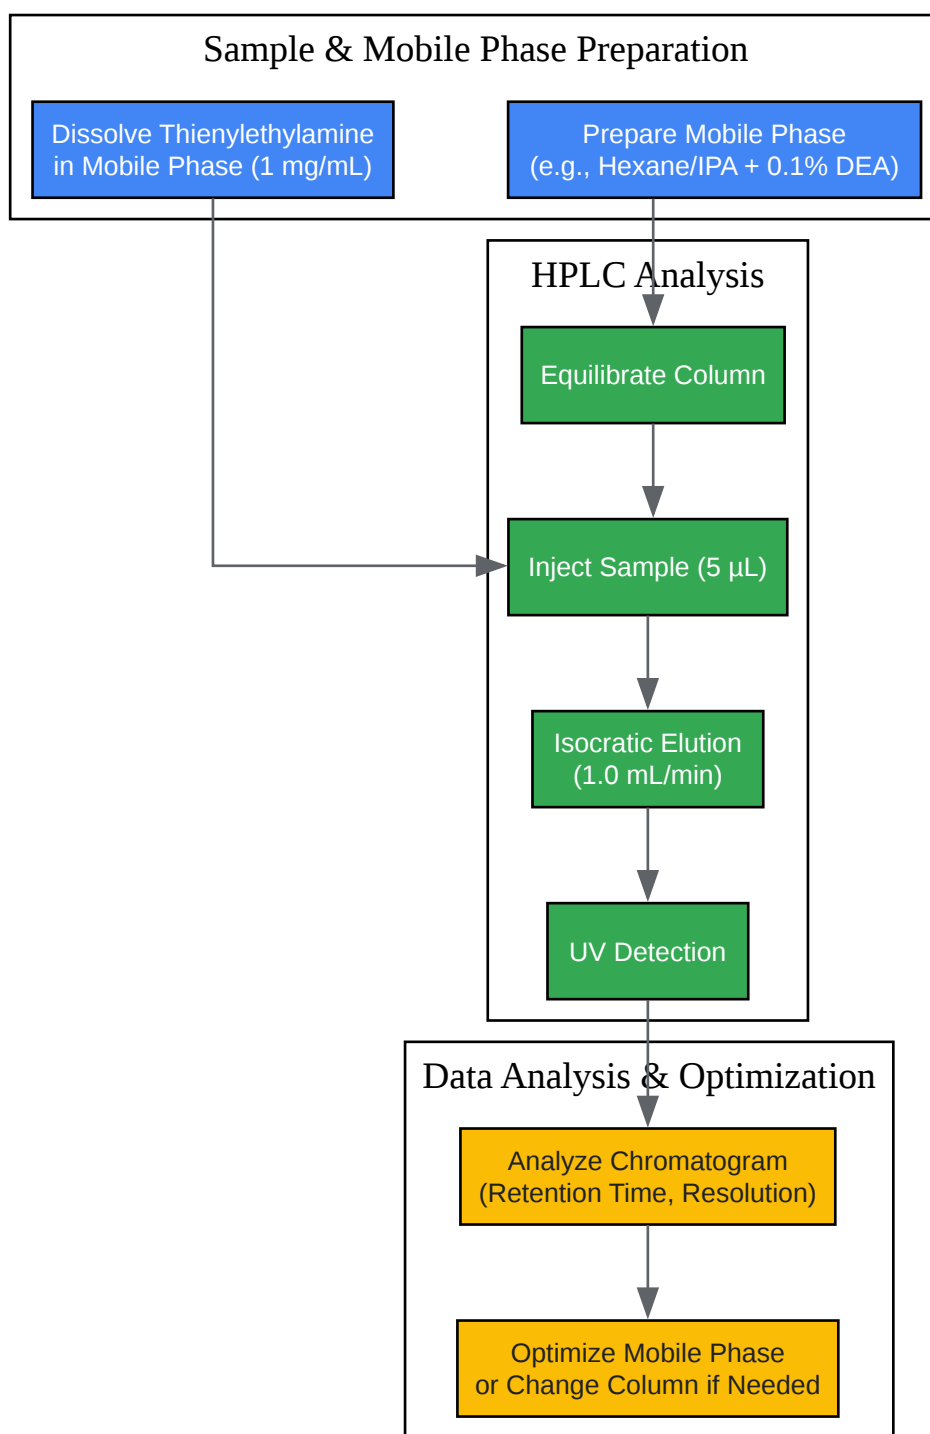 Sample & Mobile Phase Preparation
Dissolve Thienylethylamine
in Mobile Phase (1 mg/mL)
Prepare Mobile Phase
(e.g., Hexane/IPA + 0.1% DEA)
HPLC Analysis
Equilibrate Column
Inject Sample (5 µL)
Isocratic Elution
(1.0 mL/min)
UV Detection
Data Analysis & Optimization
Analyze Chromatogram
(Retention Time, Resolution)
Optimize Mobile Phase
or Change Column if Needed